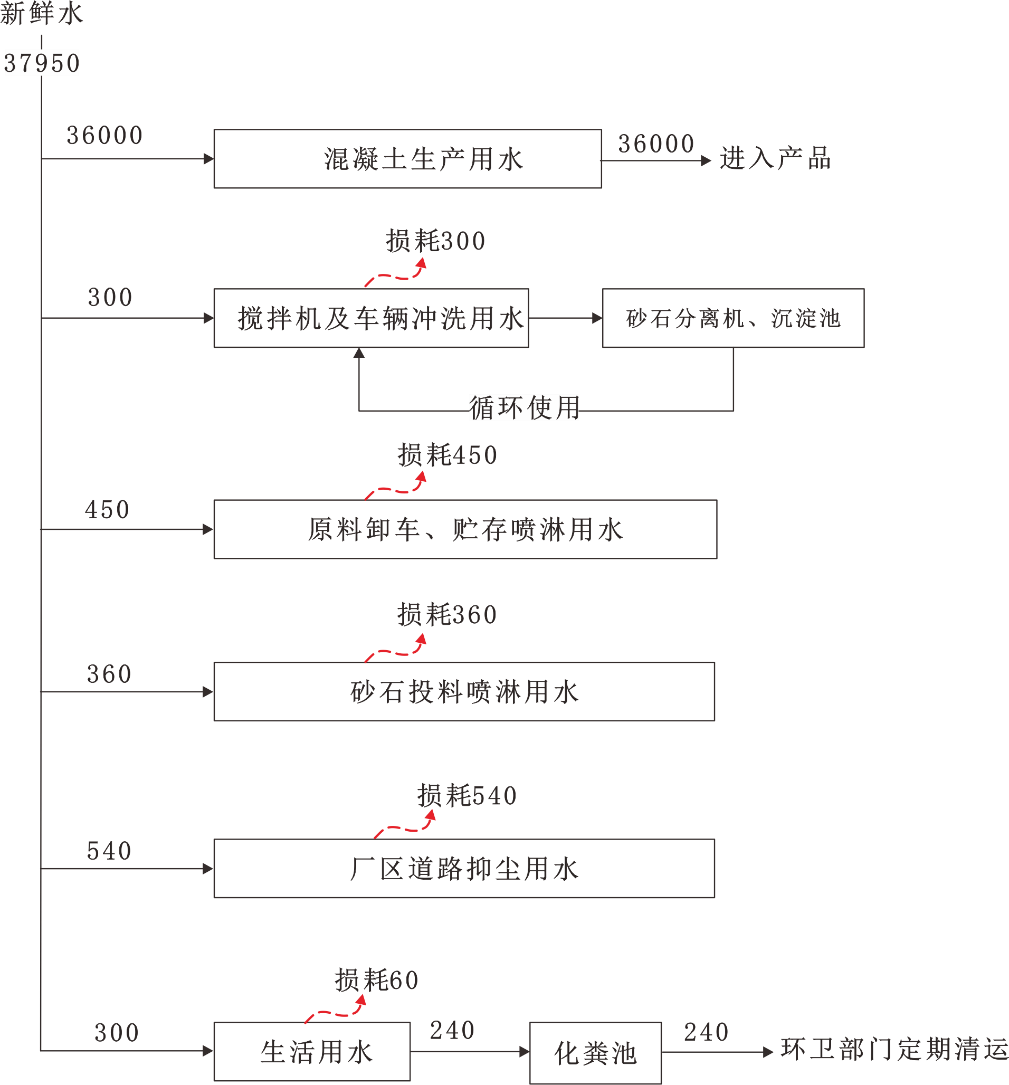 新鲜水
37950
36000
混凝土生产用水
36000
进入产品
损耗300
300
搅拌机及车辆冲洗用水
砂石分离机、沉淀池
循环使用
损耗450
450
原料卸车、贮存喷淋用水
损耗360
360
砂石投料喷淋用水
损耗540
540
厂区道路抑尘用水
损耗60
300
生活用水
240
化粪池
240
环卫部门定期清运